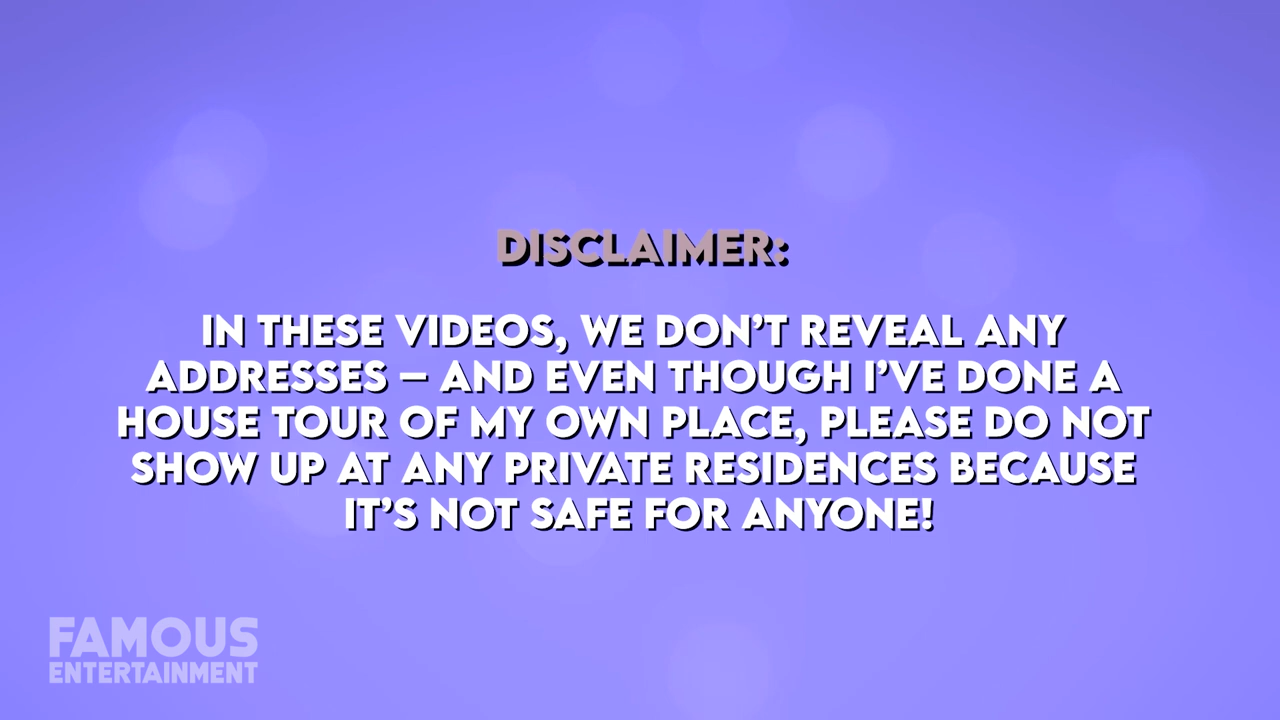 DISCLAIMER:
IN THESE VIDEOS, WE DON'T REVEAL ANY
ADDRESSES – AND EVEN THOUGH I'VE DONE A
HOUSE TOUR OF MY OWN PLACE, PLEASE DO NOT
SHOW UP AT ANY PRIVATE RESIDENCES BECAUSE
IT'S NOT SAFE FOR ANYONE!
FAMOUS
ENTERTAINMENT